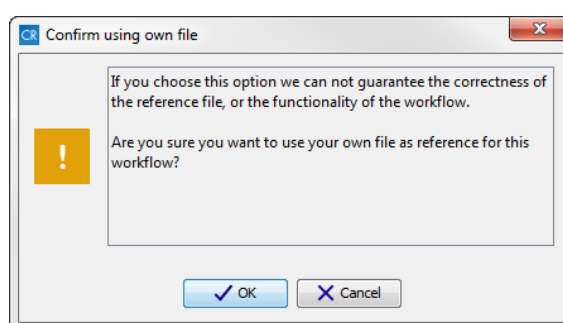 CR Confirm using own file
X
If you choose this option we can not guarantee the correctness of
the reference file, or the functionality of the workflow.
Are you sure you want to use your own file as reference for this
workflow?
!
OK
Cancel